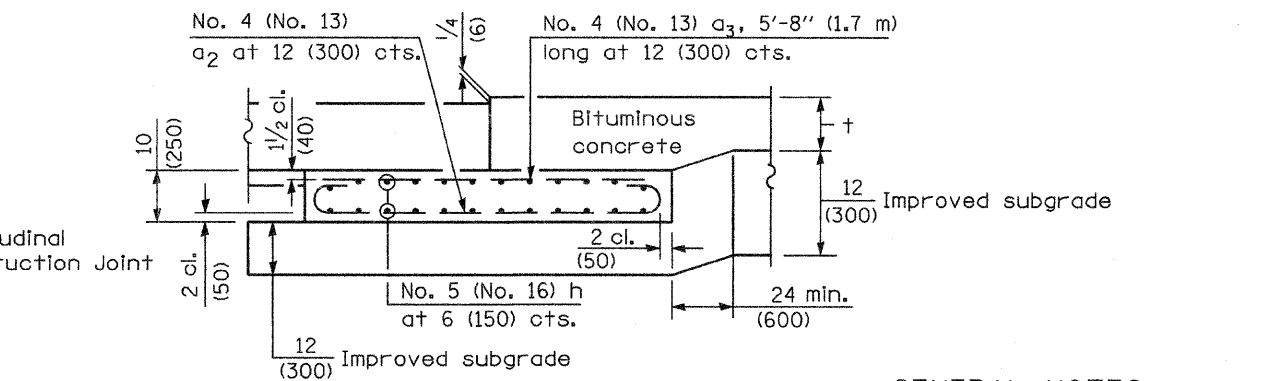 No. 4 (No. 13)
a2 at 12 (300) cts.
1/4
(6)
No. 4 (No. 13) a3, 5'-8" (1.7 m)
long at 12 (300) cts.
10
(250)
1 1/2 cl.
(40)
Bituminous
concrete
t
12
(300)
Improved subgrade
udinal
ruction Joint
2 cl.
(50)
2 cl.
(50)
No. 5 (No. 16) h
at 6 (150) cts.
24 min.
(600)
12
(300)
Improved subgrade